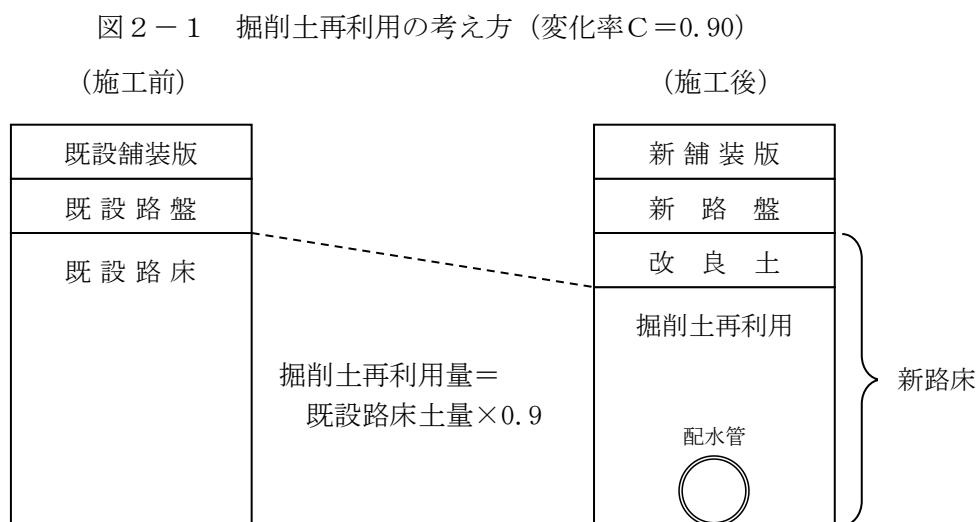 図２－１　掘削土再利用の考え方（変化率Ｃ＝0.90）
（施工前）
（施工後）
既設舗装版
既 設 路 盤
既 設 路 床
掘削土再利用量＝
既設路床土量×0.9
新 舗 装 版
新　路　盤
改　良　土
掘削土再利用
配水管
新路床